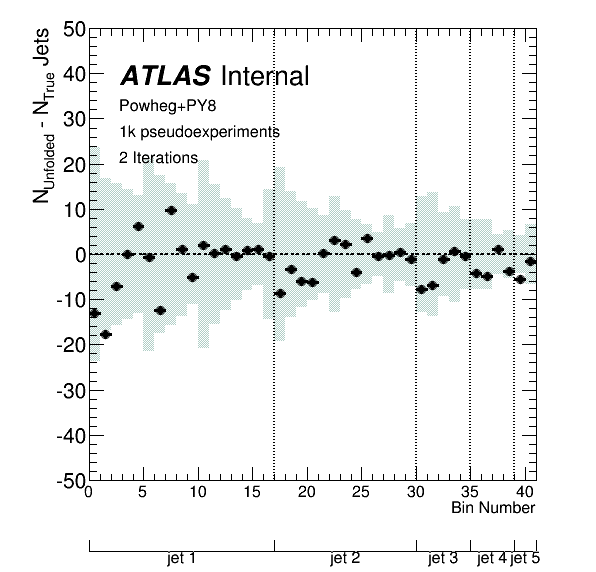 N_Unfolded - N_True Jets
50
40
30
20
10
0
-10
-20
-30
-40
-50
ATLAS Internal
Powheg+PY8
1k pseudoexperiments
2 Iterations
0 5 10 15 20 25 30 35 40
Bin Number
jet 1 jet 2 jet 3 jet 4 jet 5